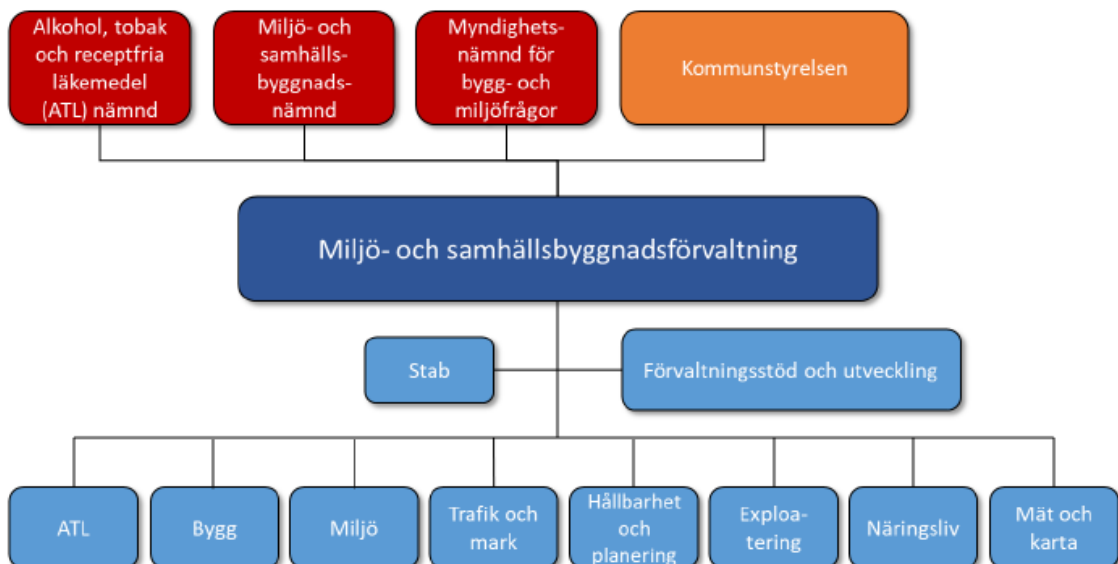 Alkohol, tobak
och receptfria
läkemedel
(ATL) nämnd
Miljö- och
samhälls-
byggnads-
nämnd
Myndighets-
nämnd för
bygg- och
miljöfrågor
Kommunstyrelsen
Miljö- och samhällsbyggnadsförvaltning
Stab
Förvaltningsstöd och utveckling
ATL
Bygg
Miljö
Trafik och
mark
Hållbarhet
och
planering
Exploa-
tering
Näringsliv
Mät och
karta